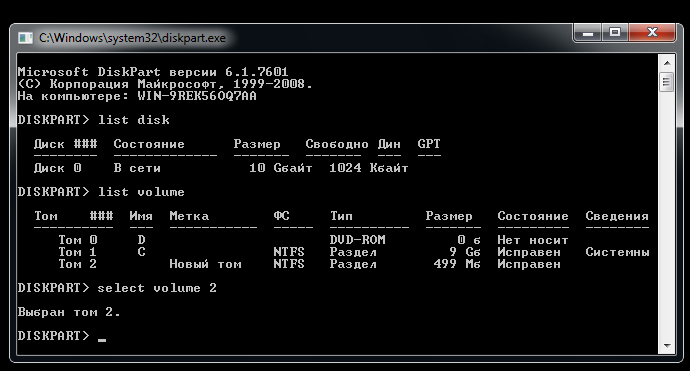 C:\Windows\system32\diskpart.exe
Microsoft DiskPart версии 6.1.7601
(C) Корпорация Майкрософт, 1999-2008.
На компьютере: WIN-9REK56OQ7AA
DISKPART> list disk
Диск ### Состояние Размер Свободно Дин GPT
-------- ------------- ------- ------- --- ---
Диск 0 В сети 10 Gбайт 1024 Kбайт
DISKPART> list volume
Том ### Имя Метка ФС Тип Размер Состояние Сведения
---------- --- ----------- ----- ---------- ------- --------- --------
Том 0 D DVD-ROM 0 б Нет носит
Том 1 C NTFS Раздел 9 Gб Исправен Системны
Том 2 Новый том NTFS Раздел 499 Mб Исправен
DISKPART> select volume 2
Выбран том 2.
DISKPART> _